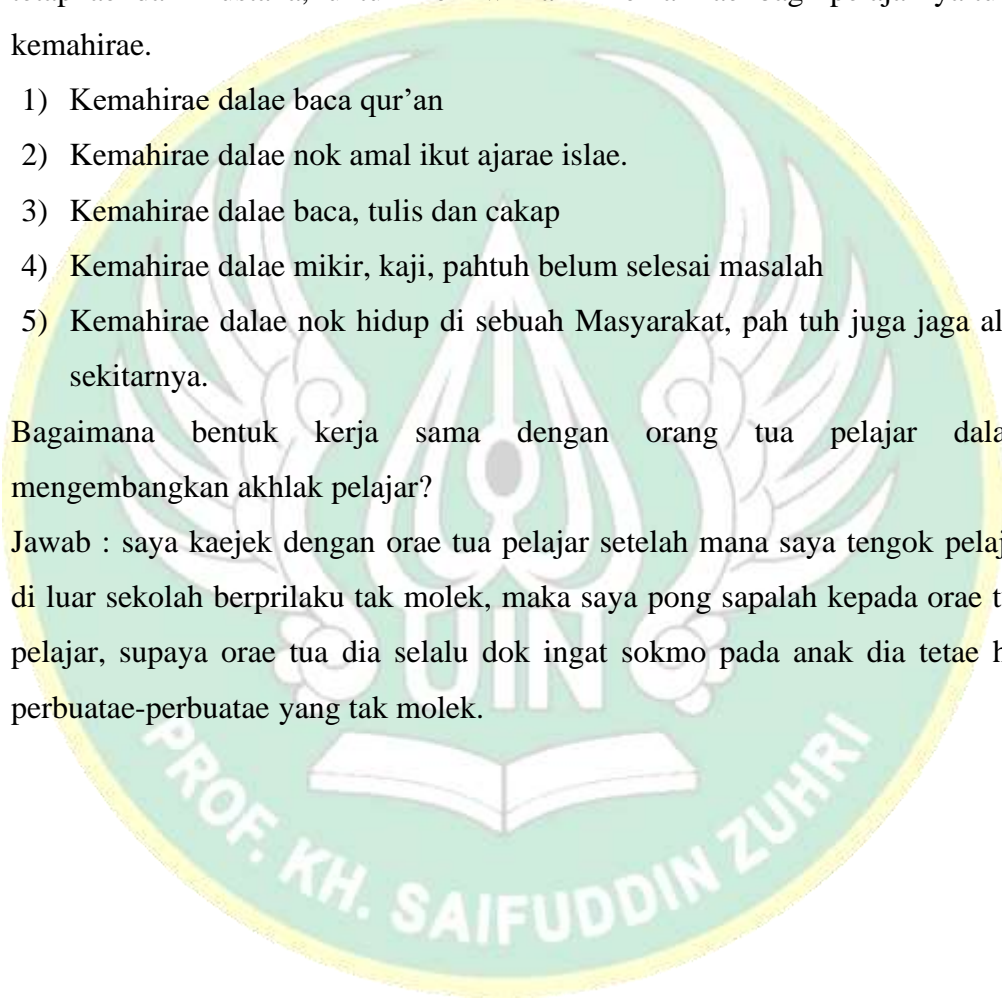 kemahirae.
1) Kemahirae dalae baca qur’an
2) Kemahirae dalae nok amal ikut ajarae islae.
3) Kemahirae dalae baca, tulis dan cakap
4) Kemahirae dalae mikir, kaji, pahtuh belum selesai masalah
5) Kemahirae dalae nok hidup di sebuah Masyarakat, pah tuh juga jaga
sekitarnya.
Bagaimana bentuk kerja sama dengan orang tua pelajar
mengembangkan akhlak pelajar?
Jawab : saya kaejek dengan orae tua pelajar setelah mana saya tengok
di luar sekolah berprilaku tak molek, maka saya pong sapalah kepada orae
pelajar, supaya orae tua dia selalu dok ingat sokmo pada anak dia tetae
perbuatae-perbuatae yang tak molek.
UIN
PROF. KH. SAIFUDDIN ZUHRI